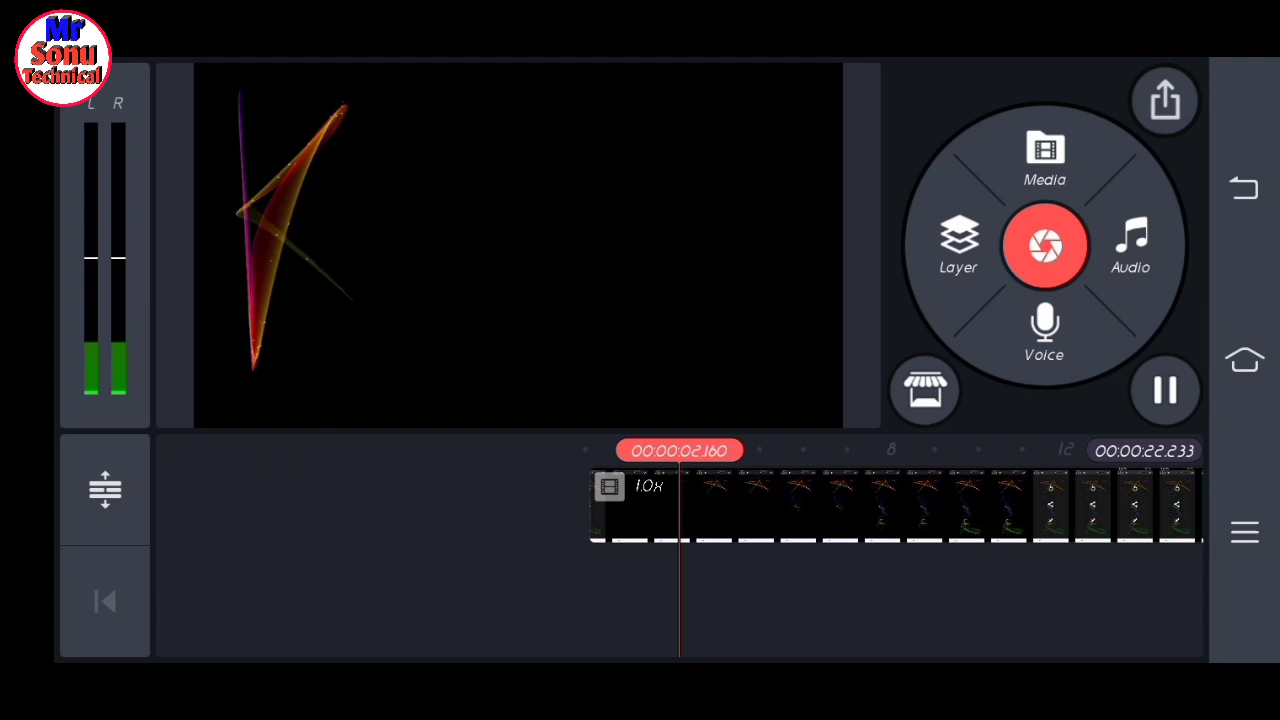 Mr
Sonu
Technical
L R
Media
Layer
Audio
Voice
00:00:02.160
8
12
00:00:22.233
1.0x